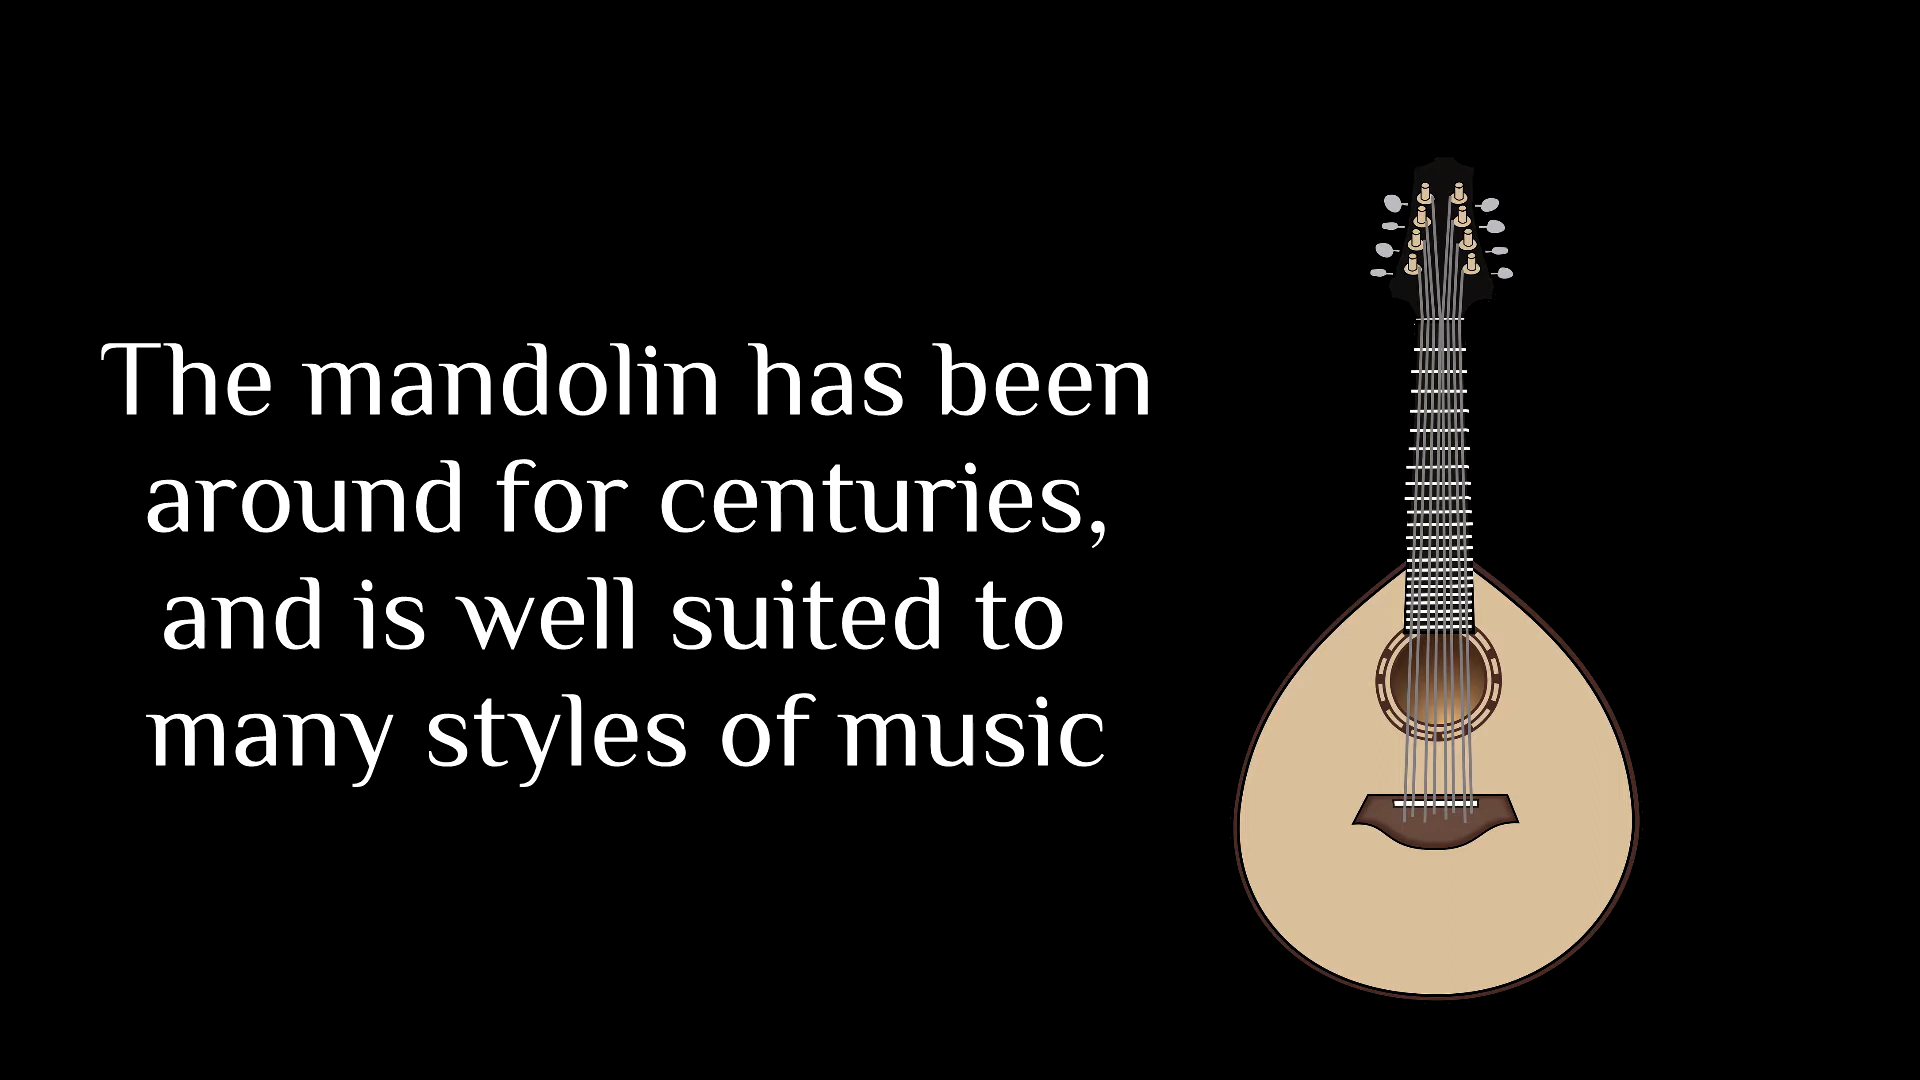 The mandolin has been
around for centuries,
and is well suited to
many styles of music